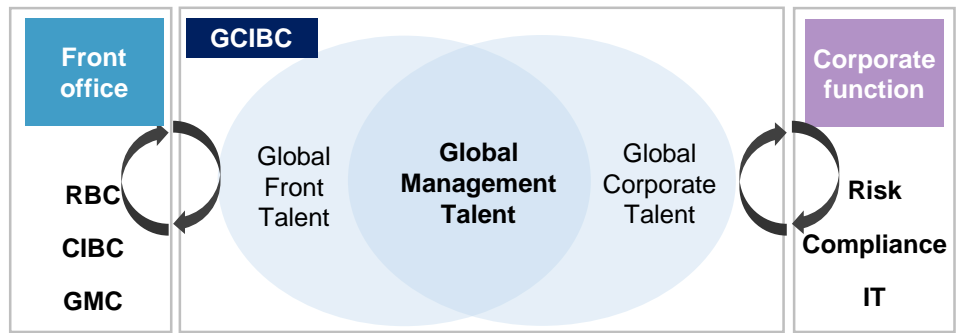 Front
office
RBC
CIBC
GMC
GCIBC
Global
Front
Talent
Global
Management
Talent
Global
Corporate
Talent
Corporate
function
Risk
Compliance
IT